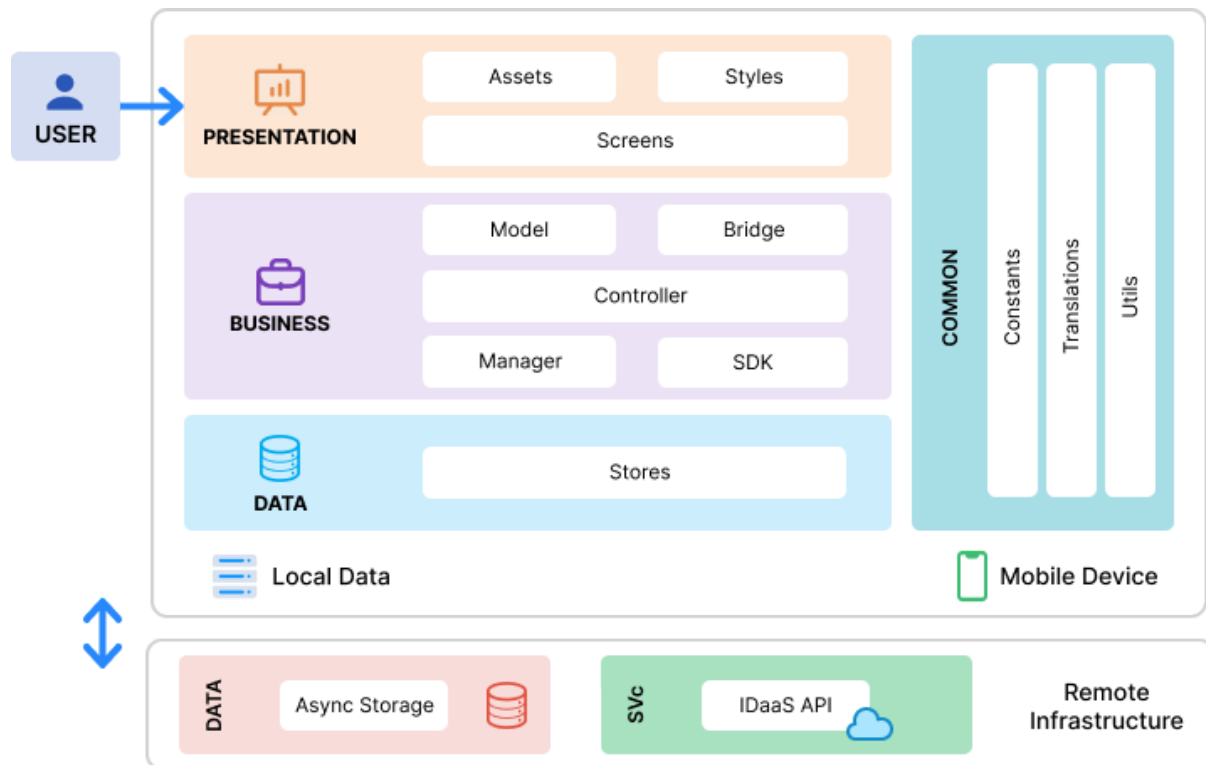 USER
PRESENTATION
Assets
Styles
Screens
BUSINESS
Model
Bridge
Controller
Manager
SDK
DATA
Stores
COMMON
Constants
Translations
Utils
Local Data
Mobile Device
DATA
Async Storage
SVc
IDaaS API
Remote
Infrastructure